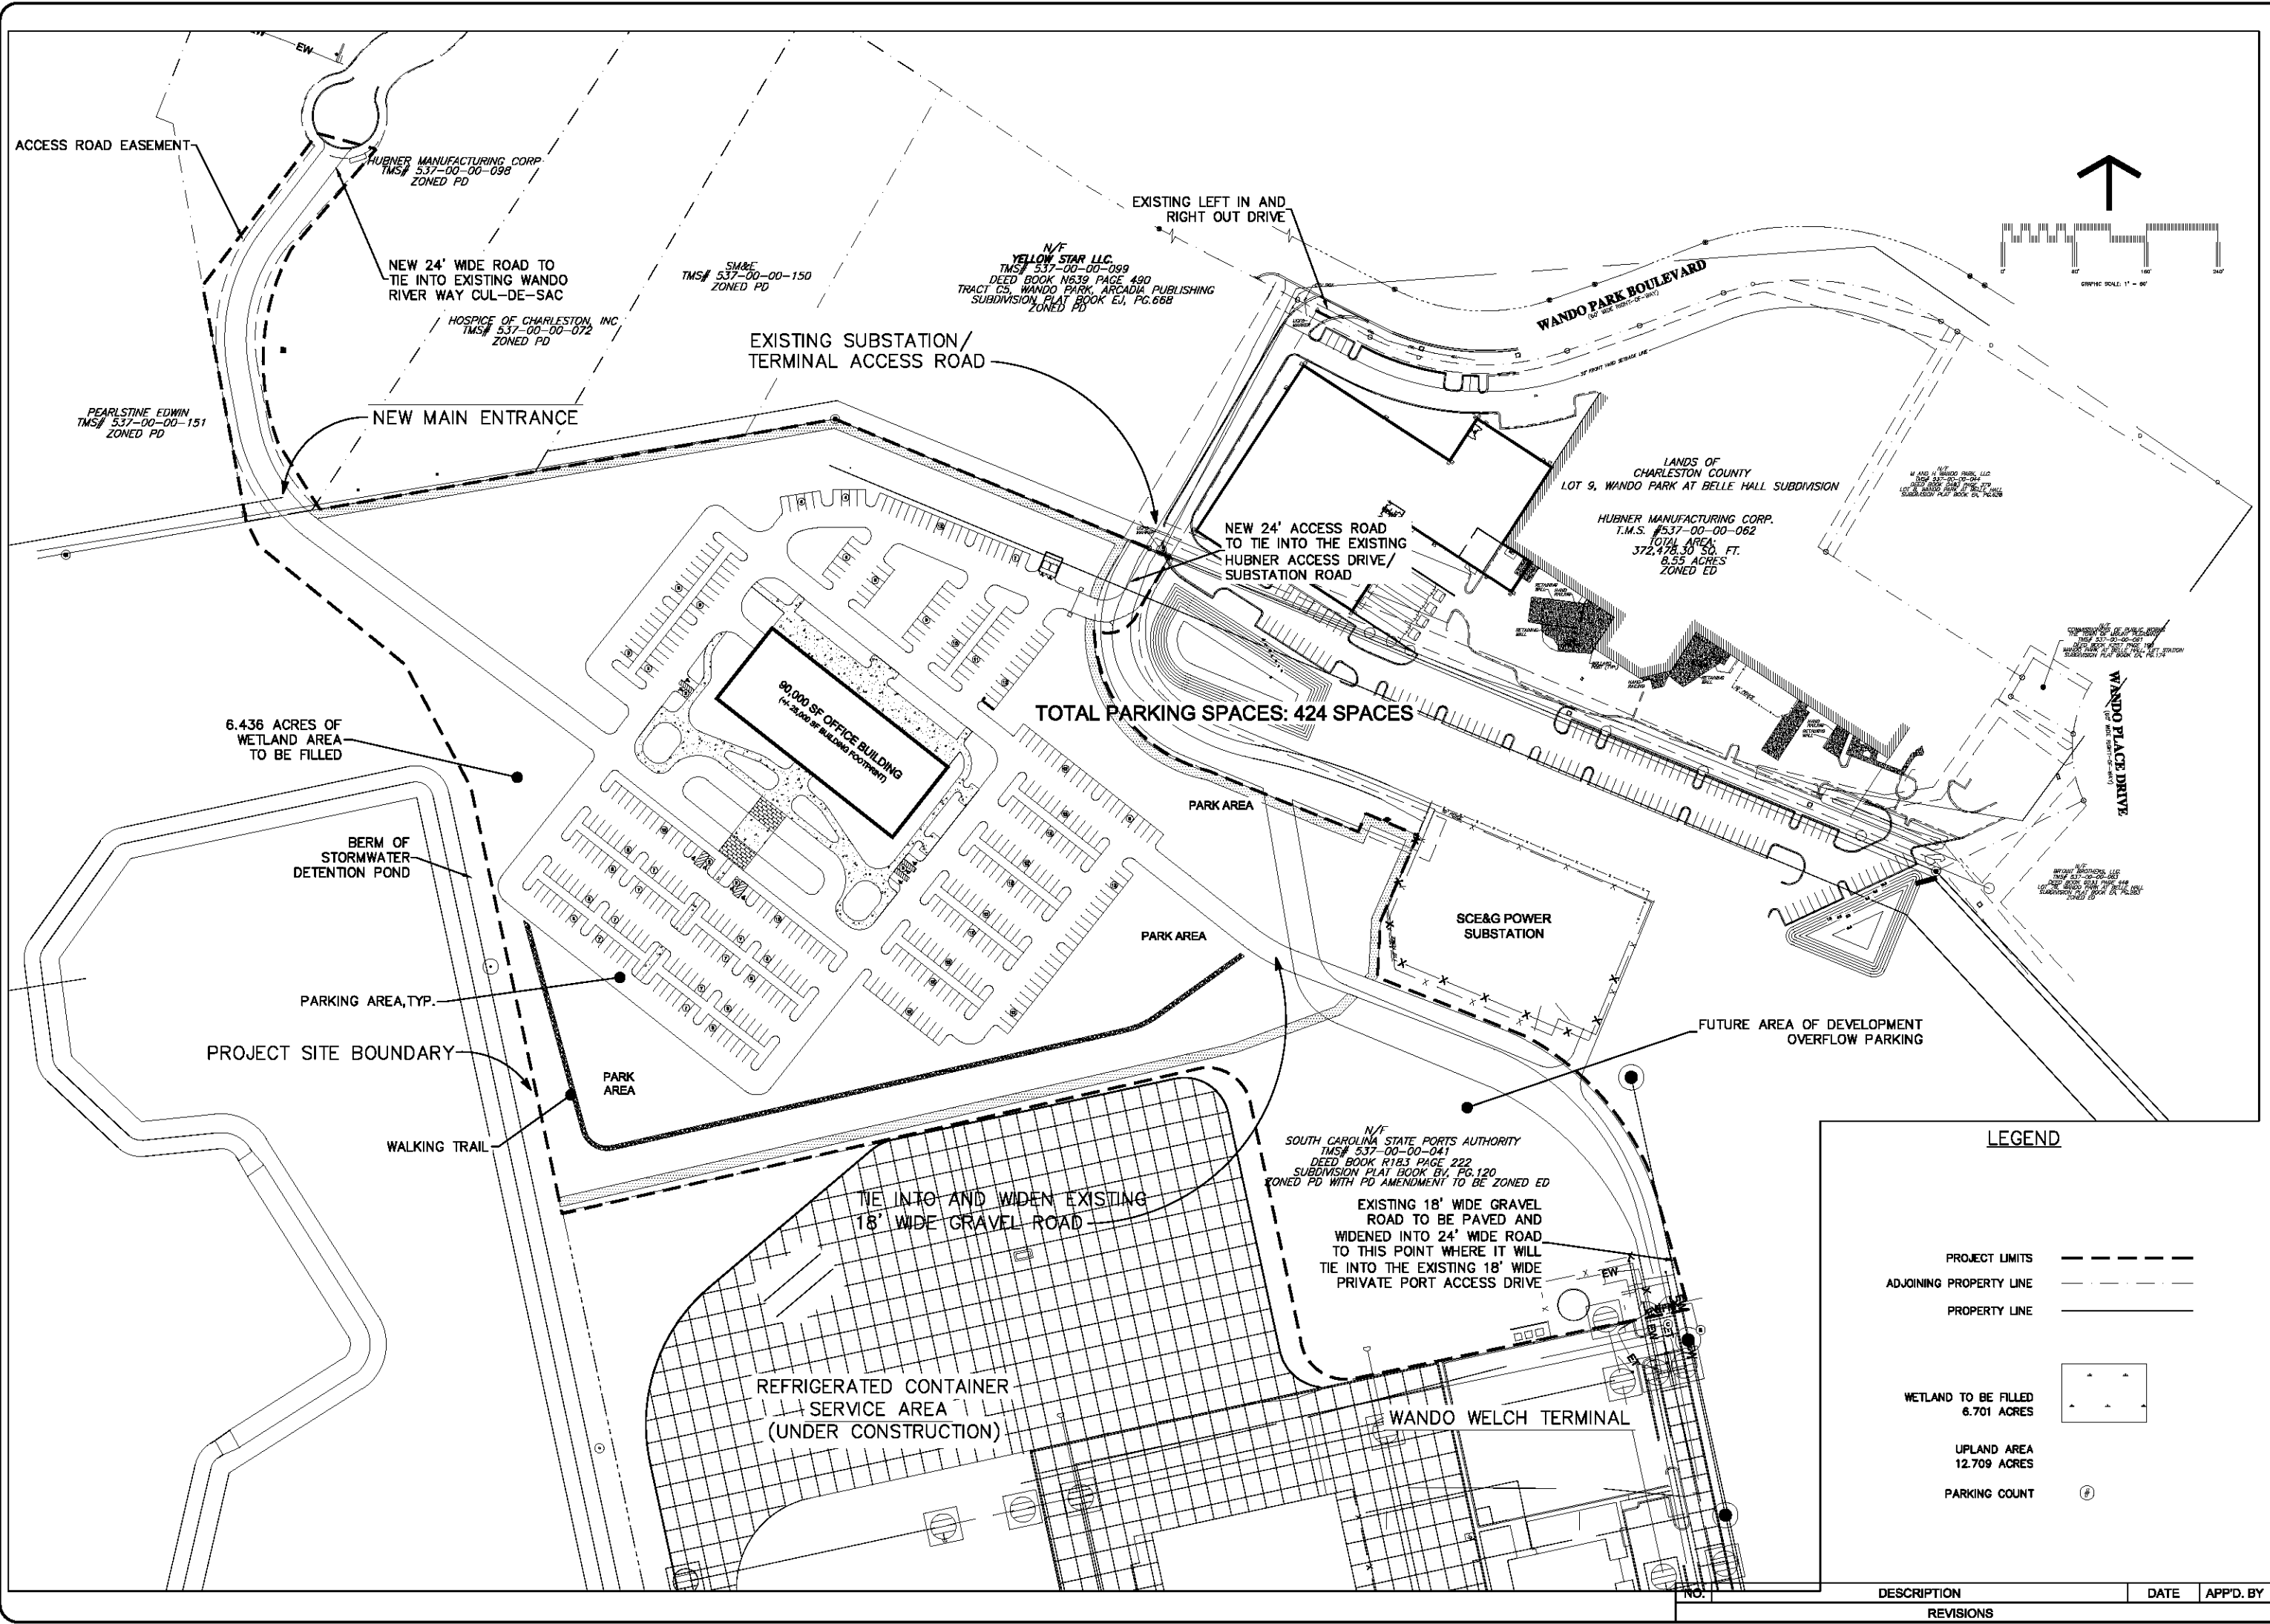 EW
ACCESS ROAD EASEMENT
HUBNER MANUFACTURING CORP
TMS# 537-00-00-098
ZONED PD
NEW 24' WIDE ROAD TO
TIE INTO EXISTING WANDO
RIVER WAY CUL-DE-SAC
HOSPICE OF CHARLESTON, INC
TMS# 537-00-00-072
ZONED PD
SM&E
TMS# 537-00-00-150
ZONED PD
N/F
YELLOW STAR LLC.
TMS# 537-00-00-099
DEED BOOK N639 PAGE 490
TRACT C5, WANDO PARK, ARCADIA PUBLISHING
SUBDIVISION PLAT BOOK EJ, PG.668
ZONED PD
EXISTING LEFT IN AND
RIGHT OUT DRIVE
WANDO PARK BOULEVARD
0'
80'
160'
240'
EXISTING SUBSTATION/
TERMINAL ACCESS ROAD
PEARLSTINE EDWIN
TMS# 537-00-00-151
ZONED PD
NEW MAIN ENTRANCE
LANDS OF
CHARLESTON COUNTY
LOT 9, WANDO PARK AT BELLE HALL SUBDIVISION
HUBNER MANUFACTURING CORP.
T.M.S. #537-00-00-062
TOTAL AREA:
372,478.30 SQ. FT.
8.55 ACRES
ZONED ED
NEW 24' ACCESS ROAD
TO TIE INTO THE EXISTING
HUBNER ACCESS DRIVE/
SUBSTATION ROAD
90,000 SF OFFICE BUILDING
(+/- 25,000 SF BUILDING FOOTPRINT)
TOTAL PARKING SPACES: 424 SPACES
WANDO PLACE DRIVE
6.436 ACRES OF
WETLAND AREA
TO BE FILLED
PARK AREA
BERM OF
STORMWATER
DETENTION POND
SCE&G POWER
SUBSTATION
PARK AREA
PARKING AREA,TYP.
FUTURE AREA OF DEVELOPMENT
OVERFLOW PARKING
PROJECT SITE BOUNDARY
PARK
AREA
WALKING TRAIL
N/F
SOUTH CAROLINA STATE PORTS AUTHORITY
TMS# 537-00-00-041
DEED BOOK R183 PAGE 222
SUBDIVISION PLAT BOOK BV, PG.120
ZONED PD WITH PD AMENDMENT TO BE ZONED ED
TIE INTO AND WIDEN EXISTING
18' WIDE GRAVEL ROAD
EXISTING 18' WIDE GRAVEL
ROAD TO BE PAVED AND
WIDENED INTO 24' WIDE ROAD
TO THIS POINT WHERE IT WILL
TIE INTO THE EXISTING 18' WIDE
PRIVATE PORT ACCESS DRIVE
EW
REFRIGERATED CONTAINER
SERVICE AREA
(UNDER CONSTRUCTION)
WANDO WELCH TERMINAL
LEGEND
PROJECT LIMITS
ADJOINING PROPERTY LINE
PROPERTY LINE
WETLAND TO BE FILLED
6.701 ACRES
UPLAND AREA
12.709 ACRES
PARKING COUNT
#
NO.
DESCRIPTION
DATE
APP'D. BY
REVISIONS